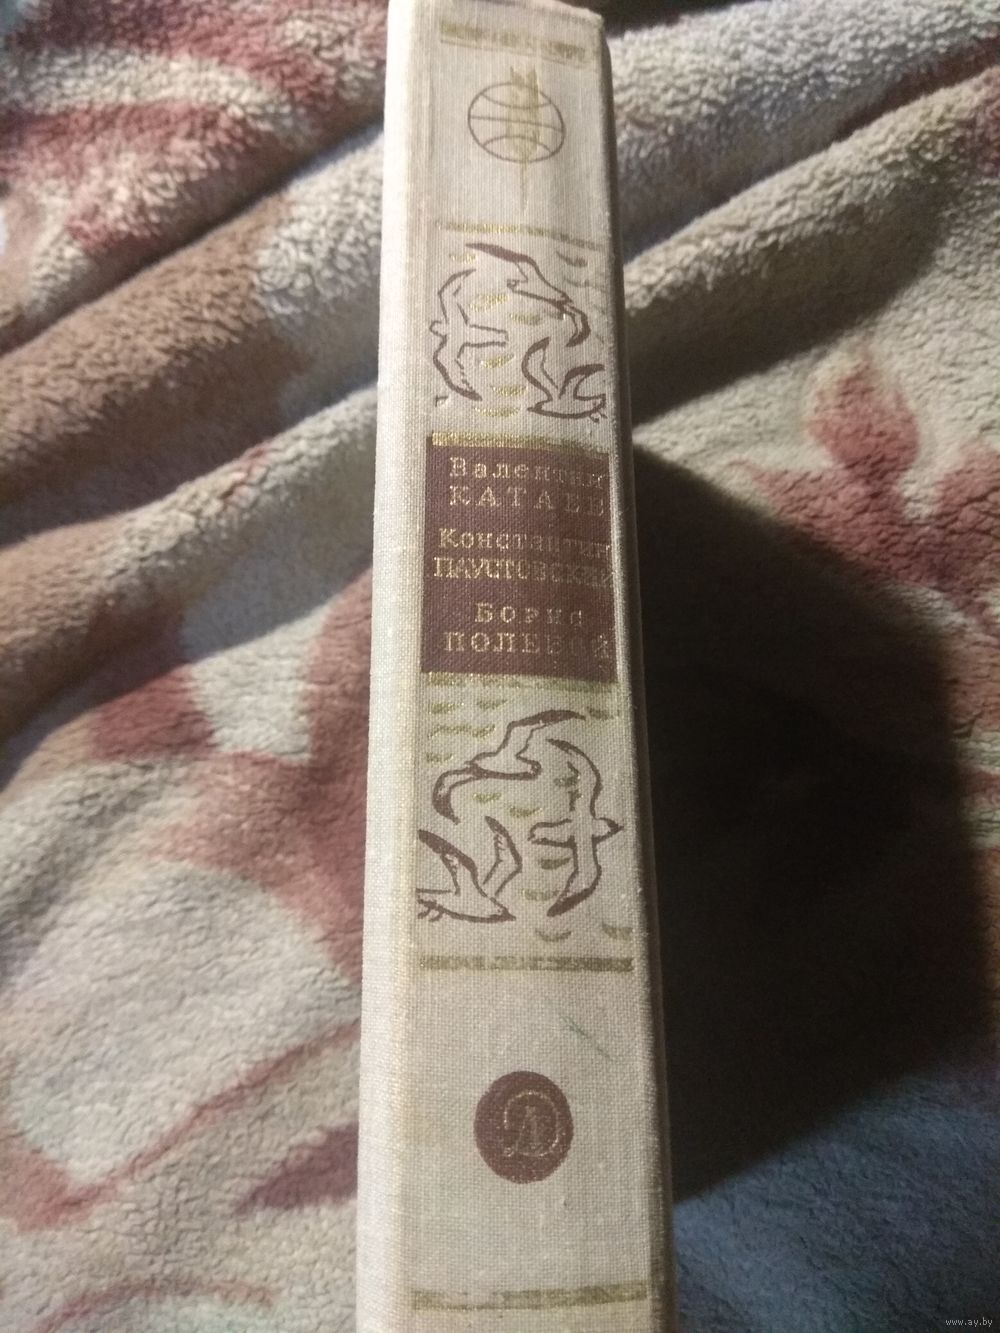 Валентин
КАТАЕВ
Константин
ПАУСТОВСКИЙ
Борис
ПОЛЕВОЙ
www.ay.by